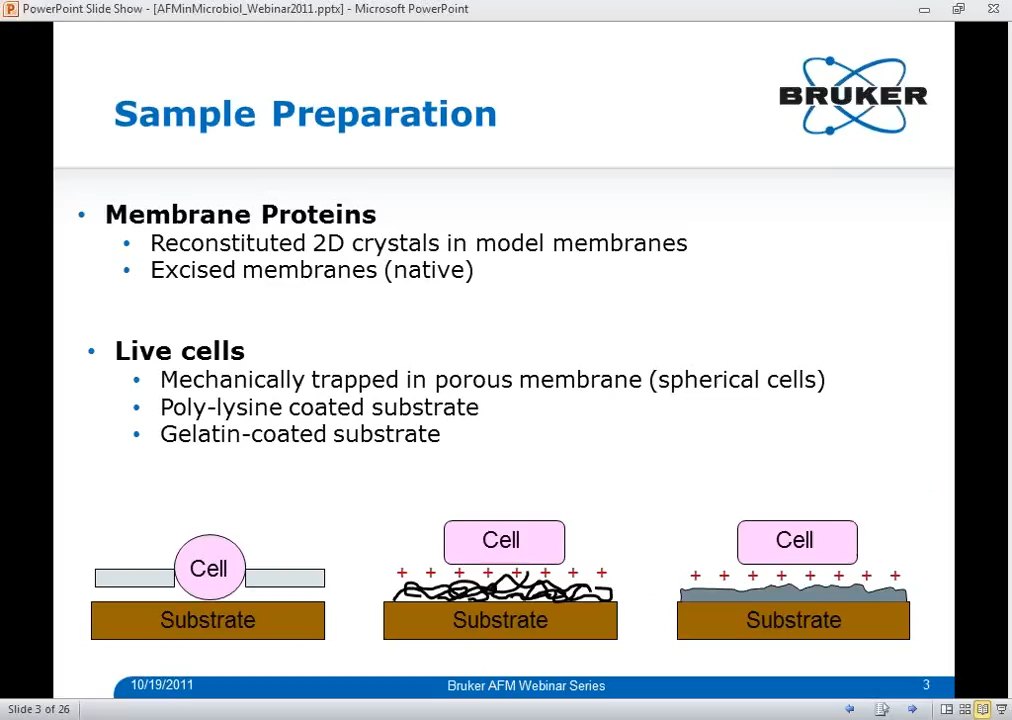 PowerPoint Slide Show - [AFMinMicrobiol_Webinar2011.pptx] - Microsoft PowerPoint
BRUKER
Sample Preparation
• Membrane Proteins
• Reconstituted 2D crystals in model membranes
• Excised membranes (native)
• Live cells
• Mechanically trapped in porous membrane (spherical cells)
• Poly-lysine coated substrate
• Gelatin-coated substrate
Cell
Substrate
Cell
+ + + + + + + +
Substrate
Cell
+ + + + + + + +
Substrate
10/19/2011 Bruker AFM Webinar Series 3
Slide 3 of 26